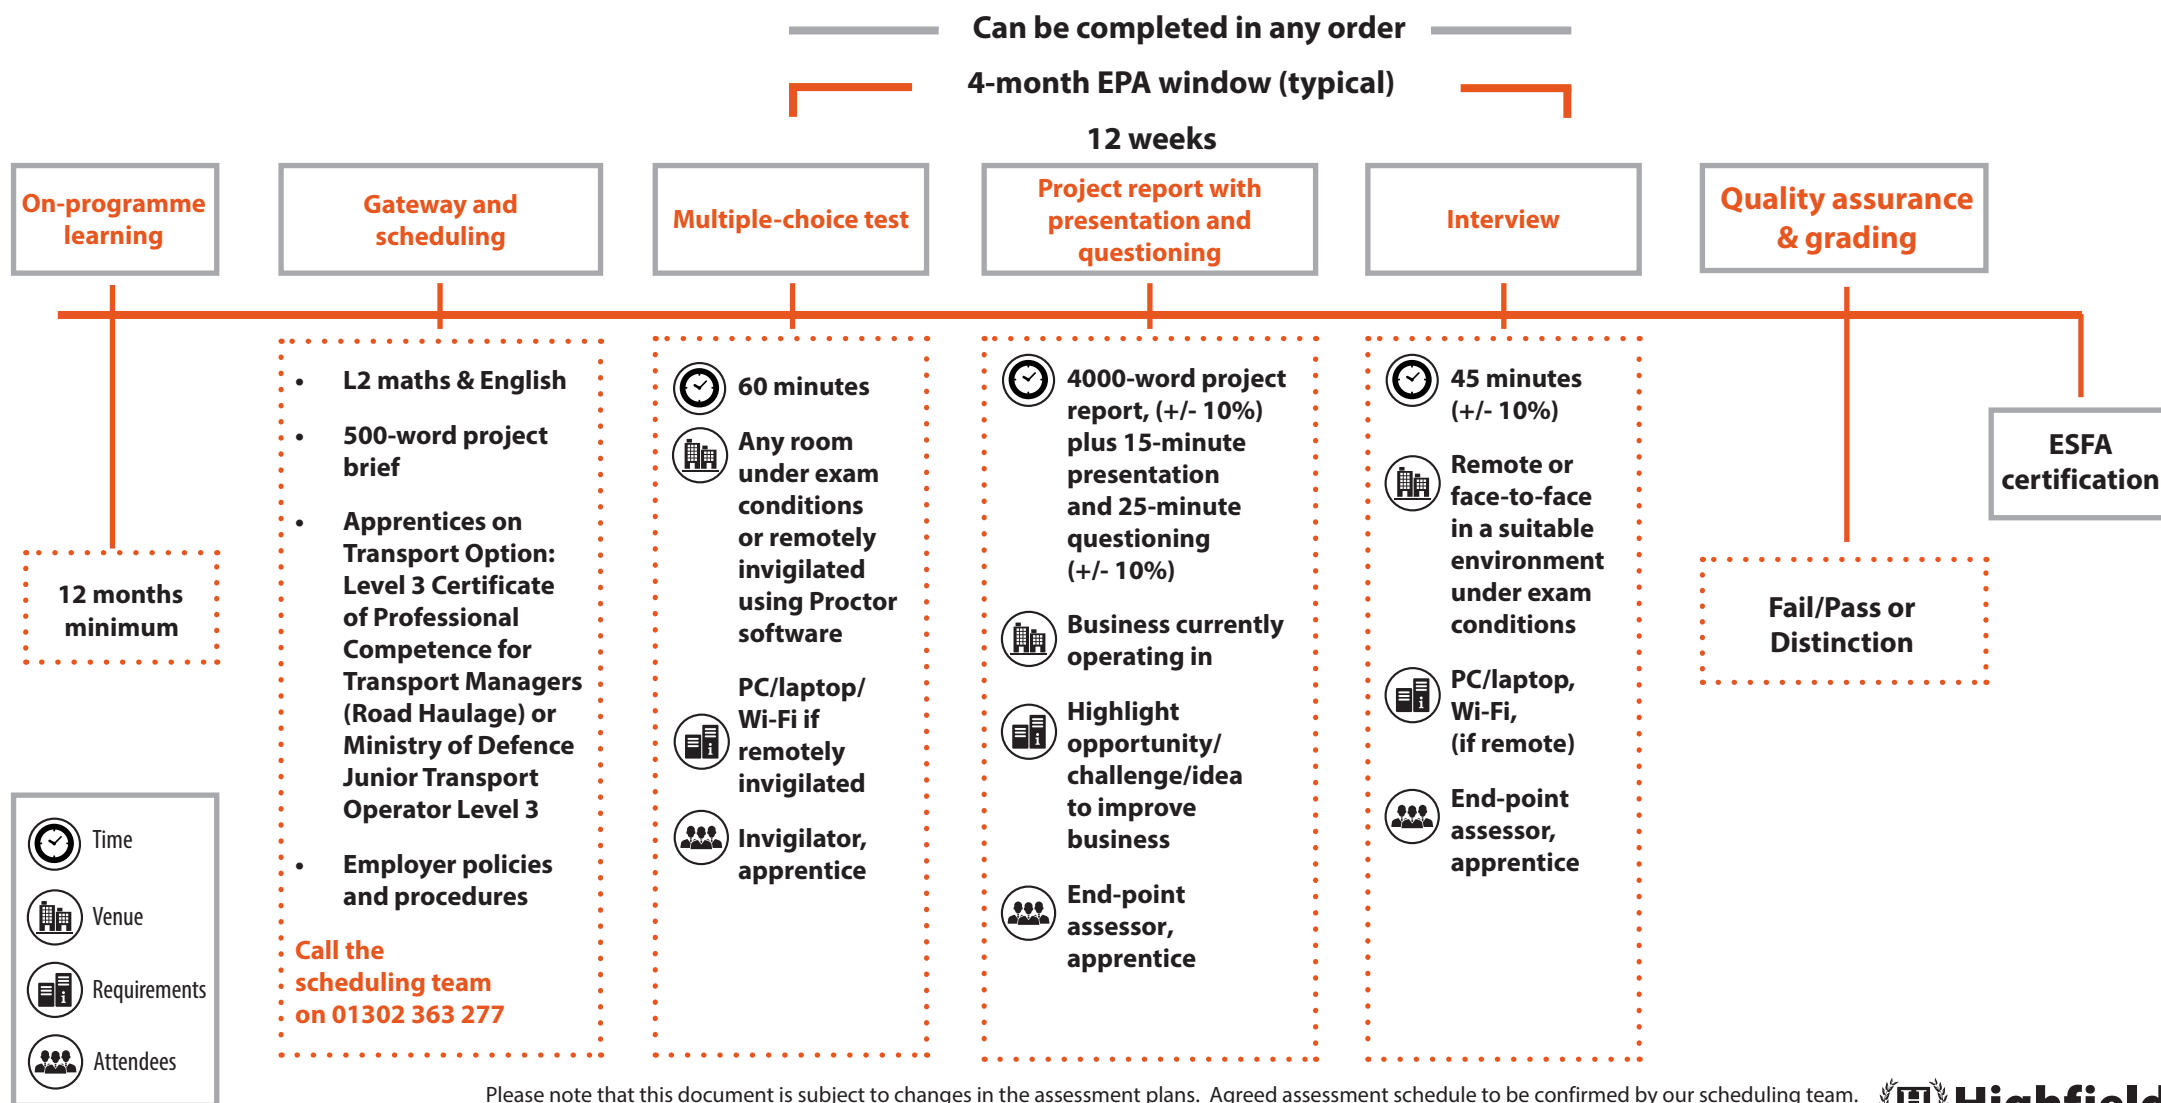 Can be completed in any order
4-month EPA window (typical)
12 weeks
On-programme
learning
12 months
minimum
Gateway and
scheduling
• L2 maths & English
• 500-word project
brief
• Apprentices on
Transport Option:
Level 3 Certificate
of Professional
Competence for
Transport Managers
(Road Haulage) or
Ministry of Defence
Junior Transport
Operator Level 3
• Employer policies
and procedures
Call the
scheduling team
on 01302 363 277
Multiple-choice test
60 minutes
Any room
under exam
conditions
or remotely
invigilated
using Proctor
software
PC/laptop/
Wi-Fi if
remotely
invigilated
Invigilator,
apprentice
Project report with
presentation and
questioning
4000-word project
report, (+/- 10%)
plus 15-minute
presentation
and 25-minute
questioning
(+/- 10%)
Business currently
operating in
Highlight
opportunity/
challenge/idea
to improve
business
End-point
assessor,
apprentice
Interview
45 minutes
(+/- 10%)
Remote or
face-to-face
in a suitable
environment
under exam
conditions
PC/laptop,
Wi-Fi,
(if remote)
End-point
assessor,
apprentice
Quality assurance
& grading
Fail/Pass or
Distinction
ESFA
certification
Time
Venue
Requirements
Attendees
Please note that this document is subject to changes in the assessment plans. Agreed assessment schedule to be confirmed by our scheduling team.
Highfield